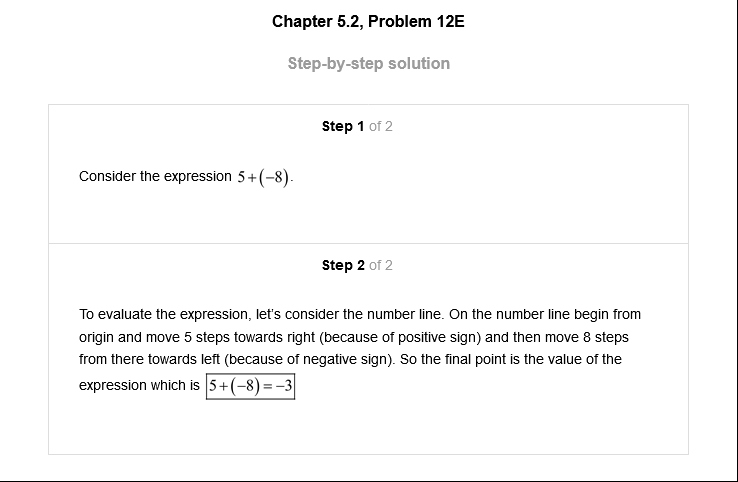 Chapter 5.2, Problem 12E
Step-by-step solution
Step 1 of 2
Consider the expression 5+(−8).
Step 2 of 2
To evaluate the expression, let's consider the number line. On the number line begin from
origin and move 5 steps towards right (because of positive sign) and then move 8 steps
from there towards left (because of negative sign). So the final point is the value of the
expression which is 5+(−8)=−3